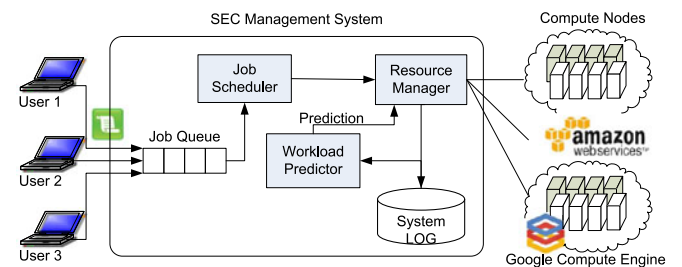 SEC Management System
Compute Nodes
User 1
User 2
User 3
Job Queue
Job
Scheduler
Resource
Manager
Prediction
Workload
Predictor
System
LOG
amazon
webservices™
Google Compute Engine